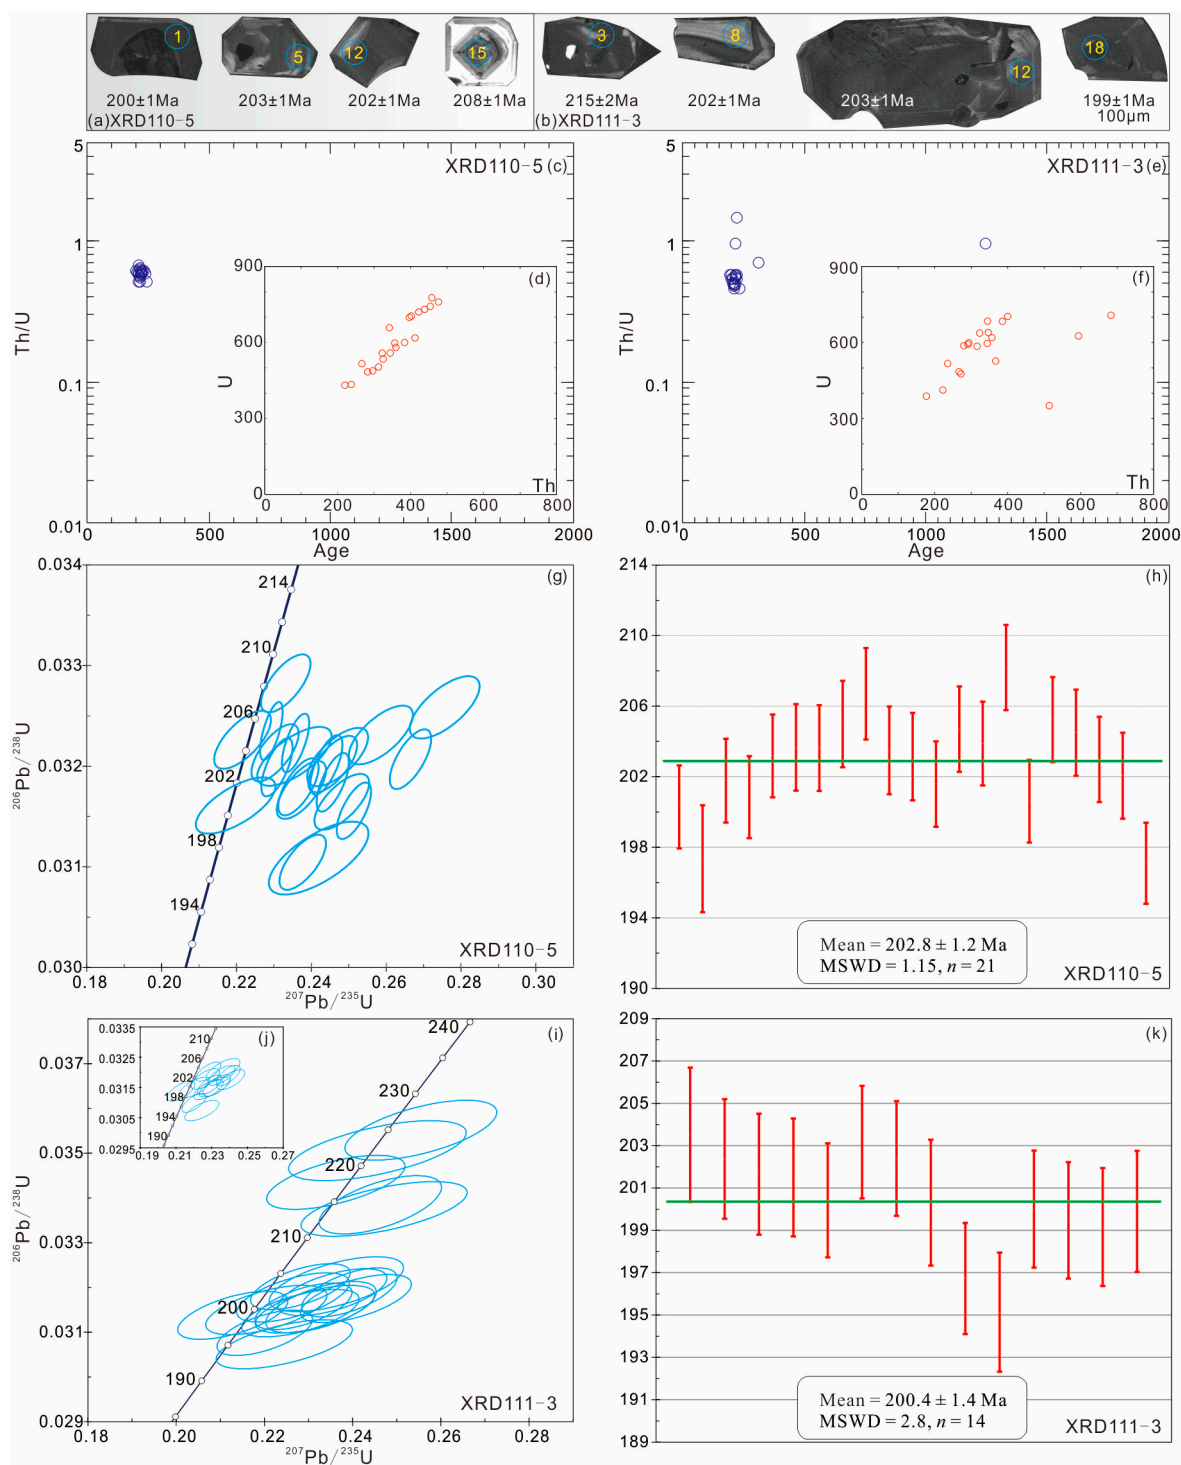 1
5
12
15
3
8
12
18
200±1Ma
203±1Ma
202±1Ma
208±1Ma
215±2Ma
202±1Ma
203±1Ma
199±1Ma
(a)XRD110-5
(b)XRD111-3
100μm
5
1
0.1
0.01
Th/U
XRD110-5(c)
0
500
1000
1500
2000
Age
(d)
900
600
300
0
U
0
200
400
600
800
Th
5
1
0.1
0.01
Th/U
XRD111-3(e)
0
500
1000
1500
2000
Age
(f)
900
600
300
0
U
0
200
400
600
800
Th
0.034
0.033
0.032
0.031
0.030
206Pb/238U
(g)
214
210
206
202
198
194
XRD110-5
0.18
0.20
0.22
0.24
0.26
0.28
0.30
207Pb/235U
214
210
206
202
198
194
190
(h)
Mean = 202.8 ± 1.2 Ma
MSWD = 1.15, n = 21
XRD110-5
0.037
0.035
0.033
0.031
0.029
206Pb/238U
(i)
240
230
220
210
200
190
XRD111-3
0.18
0.20
0.22
0.24
0.26
0.28
207Pb/235U
(j)
0.0335
0.0325
0.0315
0.0305
0.0295
210
206
202
198
194
190
0.19
0.21
0.23
0.25
0.27
209
207
205
203
201
199
197
195
193
191
189
(k)
Mean = 200.4 ± 1.4 Ma
MSWD = 2.8, n = 14
XRD111-3